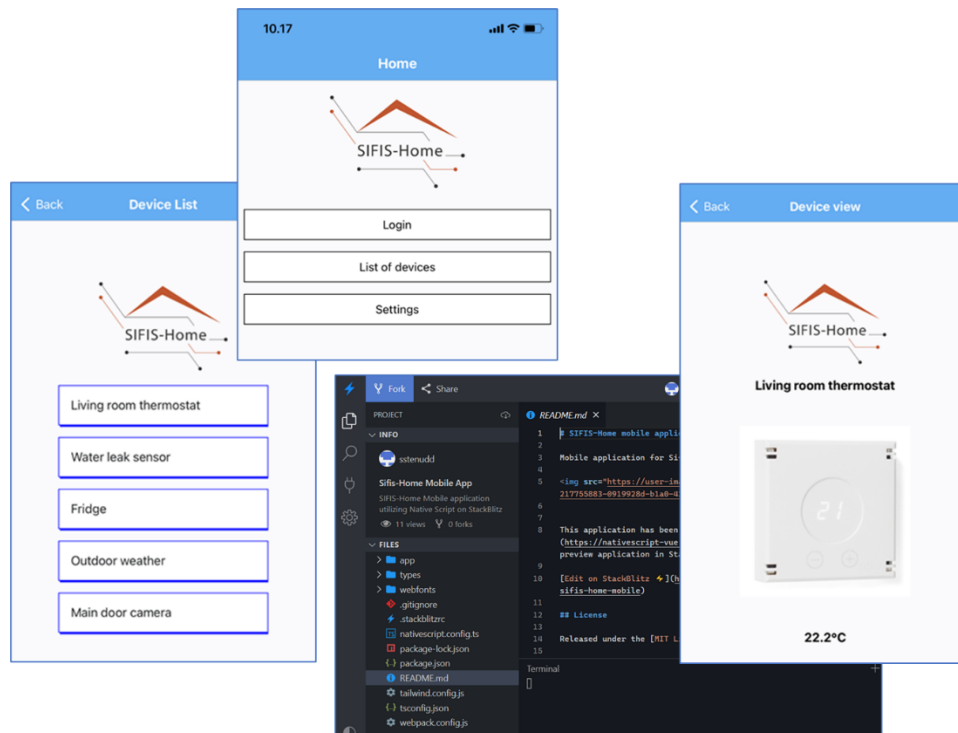 10.17
Home
SIFIS-Home
Login
List of devices
Settings
Back
Device List
SIFIS-Home
Living room thermostat
Water leak sensor
Fridge
Outdoor weather
Main door camera
Fork
Share
PROJECT
INFO
sstenudd
Sifis-Home Mobile App
SIFIS-Home Mobile application
utilizing Native Script on StackBlitz
11 views
0 forks
FILES
app
types
webfonts
.gitignore
.stackblitzrc
nativescript.config.ts
package-lock.json
package.json
README.md
tailwind.config.js
tsconfig.json
webpack.config.js
README.md
1 # SIFIS-Home mobile applic
2
3 Mobile application for Si
4
5 <img src="https://user-ima
217755883-0919928d-b1a0-4
6
7
8 This application has been
(https://nativescript-vue
preview application in Sta
9
10 [Edit on StackBlitz ⚡](h
sifis-home-mobile)
11
12 ## License
13
14 Released under the [MIT L
15
Terminal
Back
Device view
SIFIS-Home
Living room thermostat
21
22.2°C